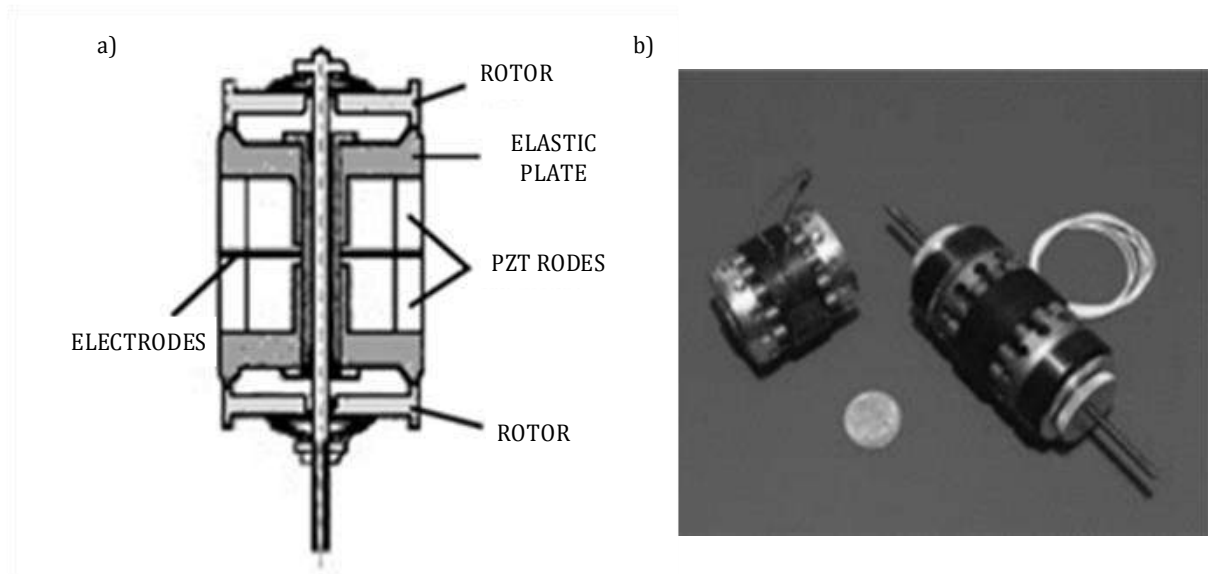 a)
b)
ROTOR
ELASTIC
PLATE
PZT RODES
ELECTRODES
ROTOR